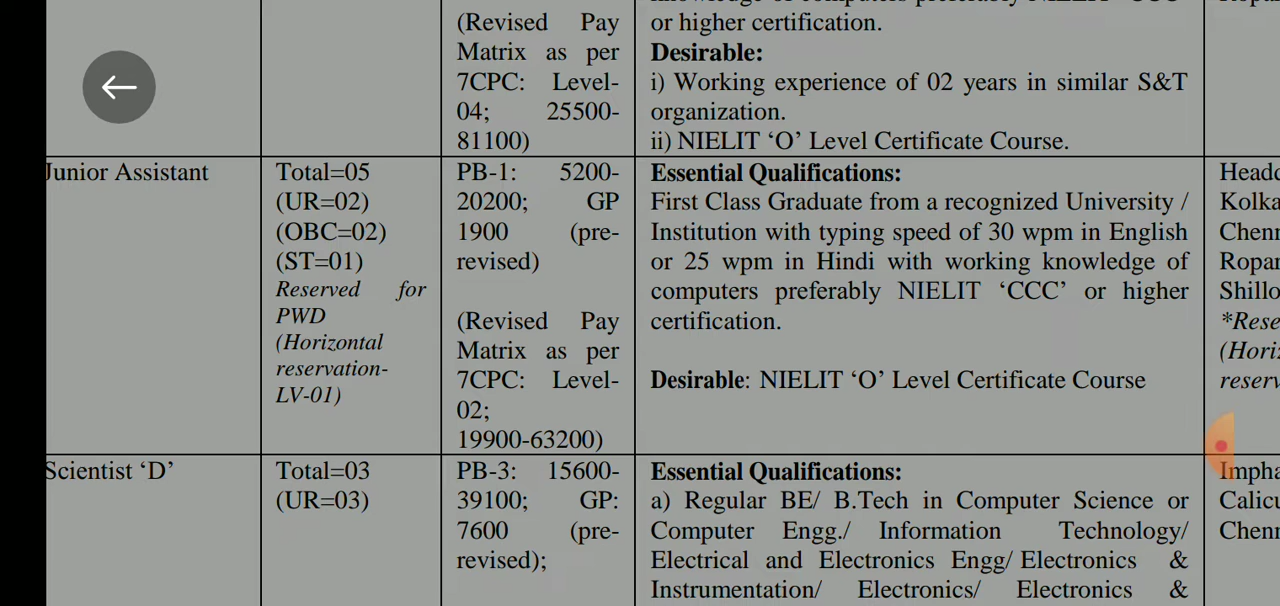 (Revised Pay
Matrix as per
7CPC: Level-
04; 25500-
81100)
or higher certification.
Desirable:
i) Working experience of 02 years in similar S&T
organization.
ii) NIELIT ‘O’ Level Certificate Course.
Junior Assistant
Total=05
(UR=02)
(OBC=02)
(ST=01)
Reserved for
PWD
(Horizontal
reservation-
LV-01)
PB-1: 5200-
20200; GP
1900 (pre-
revised)
(Revised Pay
Matrix as per
7CPC: Level-
02;
19900-63200)
Essential Qualifications:
First Class Graduate from a recognized University /
Institution with typing speed of 30 wpm in English
or 25 wpm in Hindi with working knowledge of
computers preferably NIELIT ‘CCC’ or higher
certification.
Desirable: NIELIT ‘O’ Level Certificate Course
Scientist ‘D’
Total=03
(UR=03)
PB-3: 15600-
39100; GP:
7600 (pre-
revised);
Essential Qualifications:
a) Regular BE/ B.Tech in Computer Science or
Computer Engg./ Information Technology/
Electrical and Electronics Engg/ Electronics &
Instrumentation/ Electronics/ Electronics &